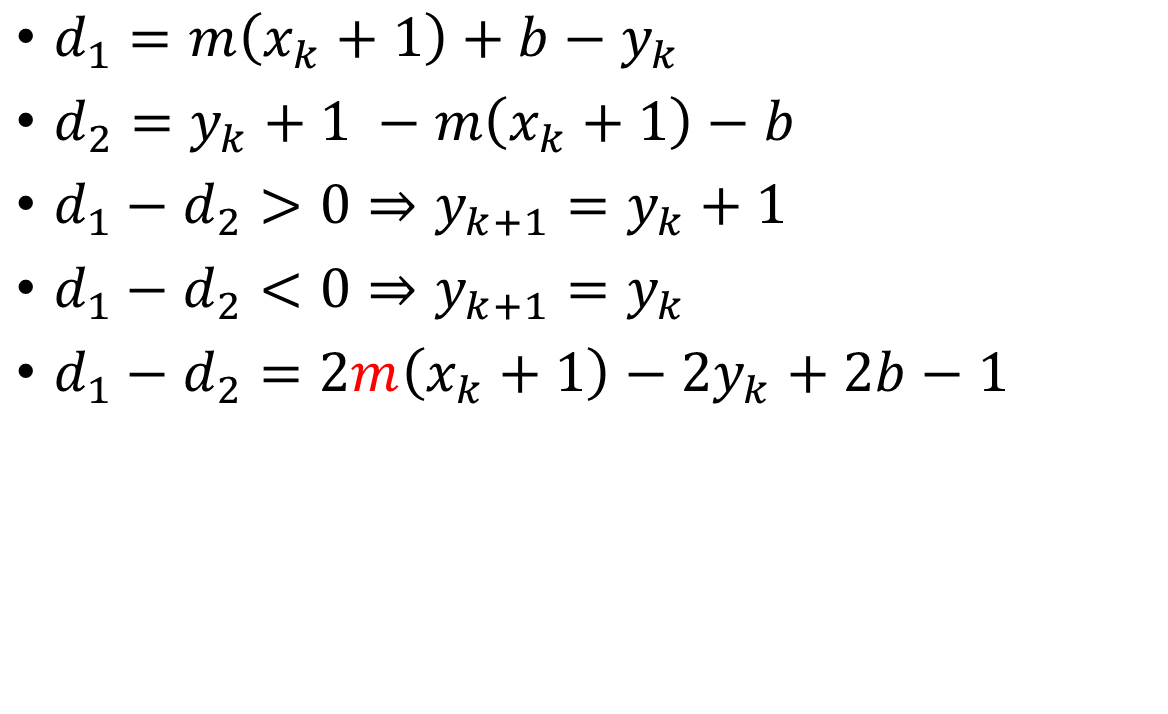 • d₁ = m(xₖ + 1) + b − yₖ
• d₂ = yₖ + 1 − m(xₖ + 1) − b
• d₁ − d₂ > 0 ⇒ yₖ₊₁ = yₖ + 1
• d₁ − d₂ < 0 ⇒ yₖ₊₁ = yₖ
• d₁ − d₂ = 2m(xₖ + 1) − 2yₖ + 2b − 1